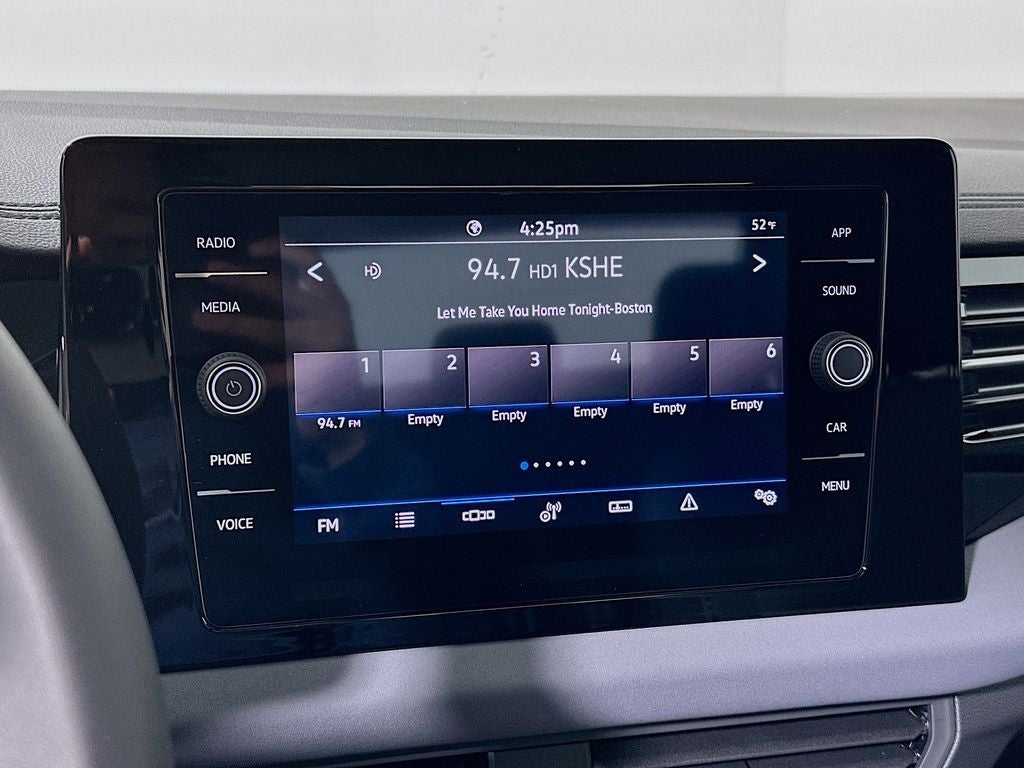 RADIO
MEDIA
PHONE
VOICE
4:25pm 52°F
< HD 94.7 HD1 KSHE >
Let Me Take You Home Tonight-Boston
1 2 3 4 5 6
94.7 FM Empty Empty Empty Empty Empty
FM
APP
SOUND
CAR
MENU